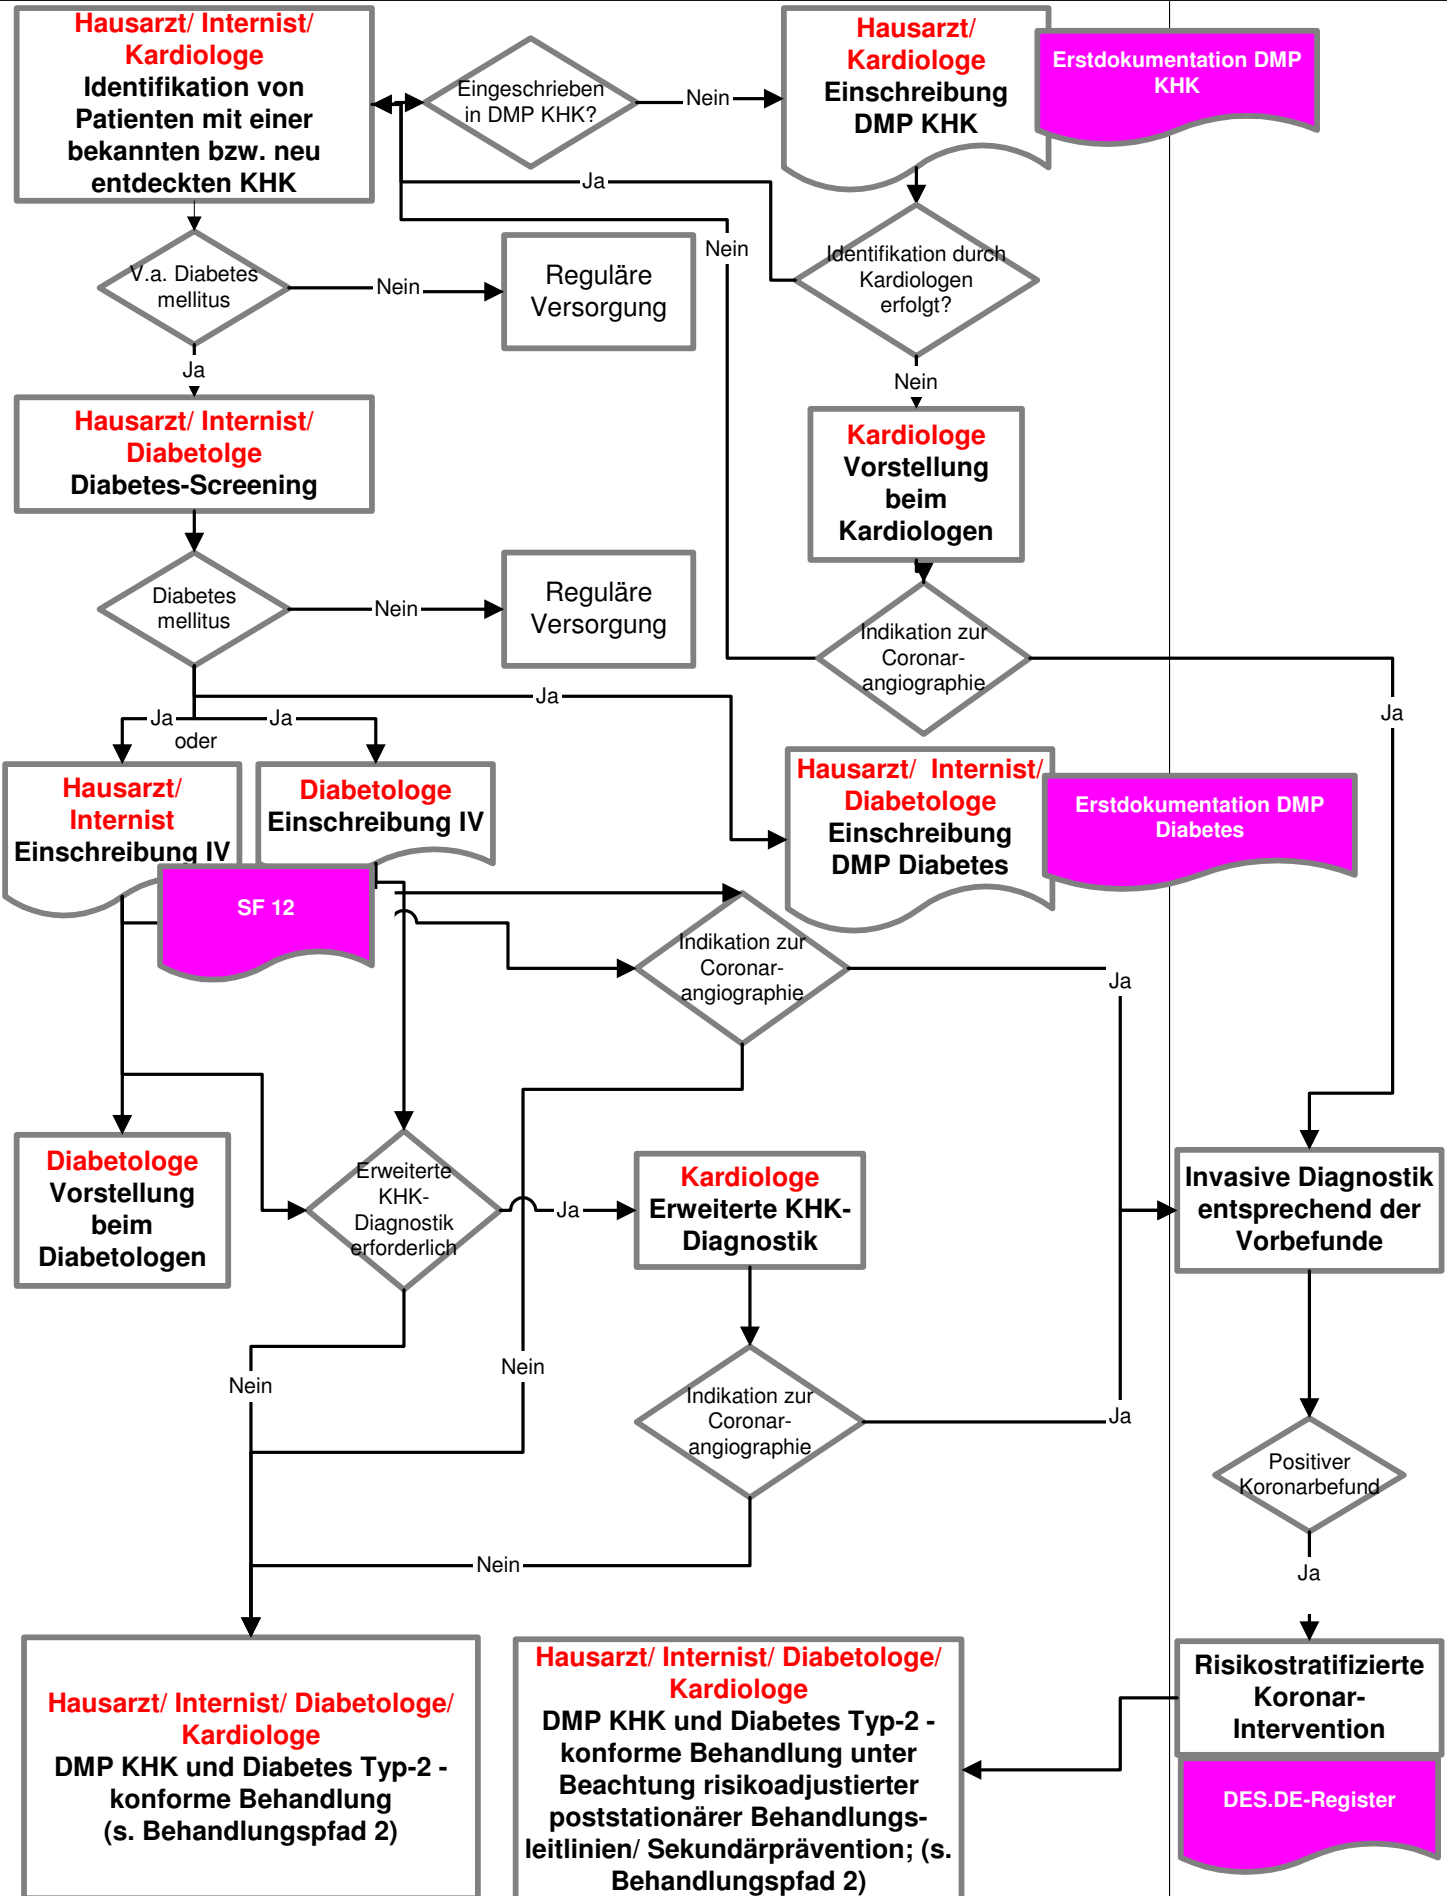 Hausarzt/ Internist/
Kardiologe
Identifikation von
Patienten mit einer
bekannten bzw. neu
entdeckten KHK
Eingeschrieben
in DMP KHK?
Nein
Hausarzt/
Kardiologe
Einschreibung
DMP KHK
Erstdokumentation DMP
KHK
Ja
Nein
Identifikation durch
Kardiologen
erfolgt?
V.a. Diabetes
mellitus
Nein
Reguläre
Versorgung
Ja
Nein
Hausarzt/ Internist/
Diabetolge
Diabetes-Screening
Kardiologe
Vorstellung
beim
Kardiologen
Diabetes
mellitus
Nein
Reguläre
Versorgung
Indikation zur
Coronar-
angiographie
Ja
Ja
Ja
Ja
oder
Hausarzt/
Internist
Einschreibung IV
Diabetologe
Einschreibung IV
Hausarzt/ Internist/
Diabetologe
Einschreibung
DMP Diabetes
Erstdokumentation DMP
Diabetes
SF 12
Indikation zur
Coronar-
angiographie
Ja
Diabetologe
Vorstellung
beim
Diabetologen
Erweiterte
KHK-
Diagnostik
erforderlich
Ja
Kardiologe
Erweiterte KHK-
Diagnostik
Invasive Diagnostik
entsprechend der
Vorbefunde
Nein
Nein
Indikation zur
Coronar-
angiographie
Ja
Positiver
Koronarbefund
Nein
Ja
Hausarzt/ Internist/ Diabetologe/
Kardiologe
DMP KHK und Diabetes Typ-2 -
konforme Behandlung
(s. Behandlungspfad 2)
Hausarzt/ Internist/ Diabetologe/
Kardiologe
DMP KHK und Diabetes Typ-2 -
konforme Behandlung unter
Beachtung risikoadjustierter
poststationärer Behandlungs-
leitlinien/ Sekundärprävention; (s.
Behandlungspfad 2)
Risikostratifizierte
Koronar-
Intervention
DES.DE-Register